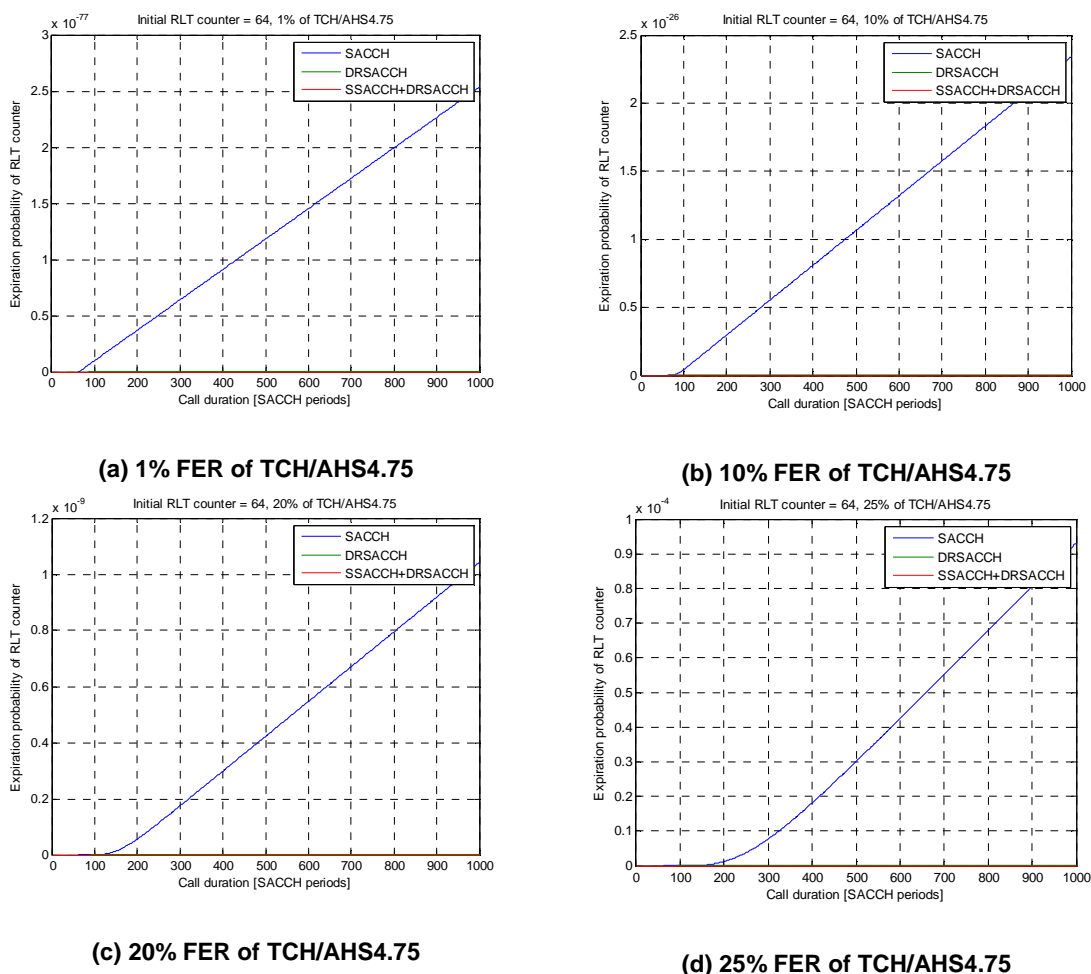 x 10^-77
Initial RLT counter = 64, 1% of TCH/AHS4.75
3
2.5
2
1.5
1
0.5
0
Expiration probability of RLT counter
SACCH
DRSACCH
SSACCH+DRSACCH
0 100 200 300 400 500 600 700 800 900 1000
Call duration [SACCH periods]
(a) 1% FER of TCH/AHS4.75
x 10^-26
Initial RLT counter = 64, 10% of TCH/AHS4.75
2.5
2
1.5
1
0.5
0
Expiration probability of RLT counter
SACCH
DRSACCH
SSACCH+DRSACCH
0 100 200 300 400 500 600 700 800 900 1000
Call duration [SACCH periods]
(b) 10% FER of TCH/AHS4.75
x 10^-9
Initial RLT counter = 64, 20% of TCH/AHS4.75
1.2
1
0.8
0.6
0.4
0.2
0
Expiration probability of RLT counter
SACCH
DRSACCH
SSACCH+DRSACCH
0 100 200 300 400 500 600 700 800 900 1000
Call duration [SACCH periods]
(c) 20% FER of TCH/AHS4.75
x 10^-4
Initial RLT counter = 64, 25% of TCH/AHS4.75
1
0.9
0.8
0.7
0.6
0.5
0.4
0.3
0.2
0.1
0
Expiration probability of RLT counter
SACCH
DRSACCH
SSACCH+DRSACCH
0 100 200 300 400 500 600 700 800 900 1000
Call duration [SACCH periods]
(d) 25% FER of TCH/AHS4.75